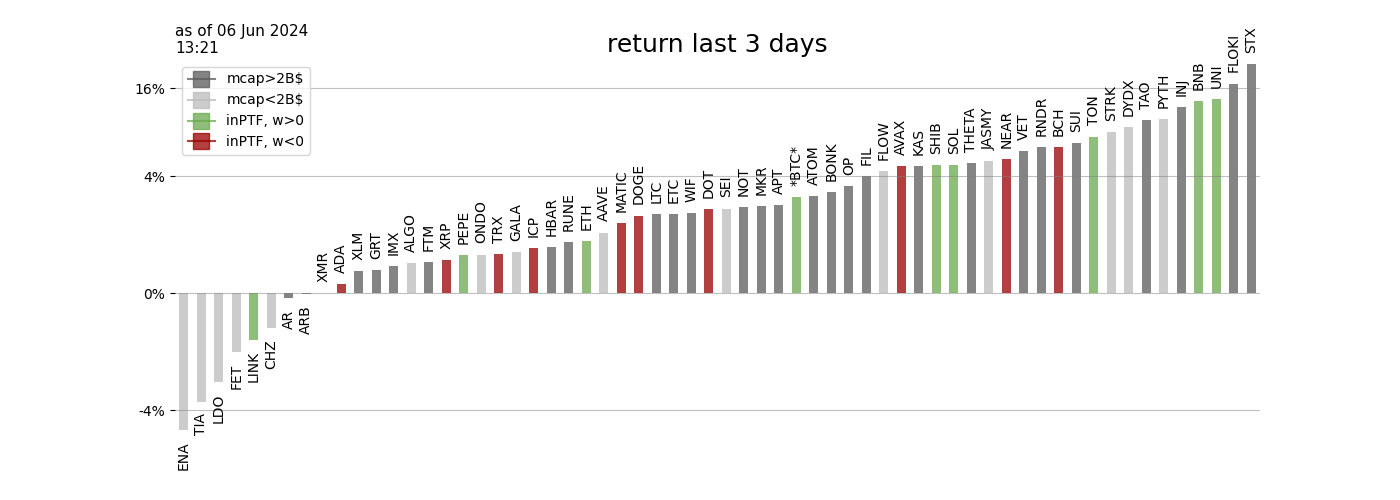 as of 06 Jun 2024
13:21
return last 3 days
mcap>2B$
mcap<2B$
inPTF, w>0
inPTF, w<0
16%
4%
0%
-4%
ENA
TIA
LDO
FET
LINK
CHZ
AR
ARB
XMR
ADA
XLM
GRT
IMX
ALGO
FTM
XRP
PEPE
ONDO
TRX
GALA
ICP
HBAR
RUNE
ETH
AAVE
MATIC
DOGE
LTC
ETC
WIF
DOT
SEI
NOT
MKR
APT
*BTC*
ATOM
BONK
OP
FIL
FLOW
AVAX
KAS
SHIB
SOL
THETA
JASMY
NEAR
VET
RNDR
BCH
SUI
TON
STRK
DYDX
TAO
PYTH
INJ
BNB
UNI
FLOKI
STX